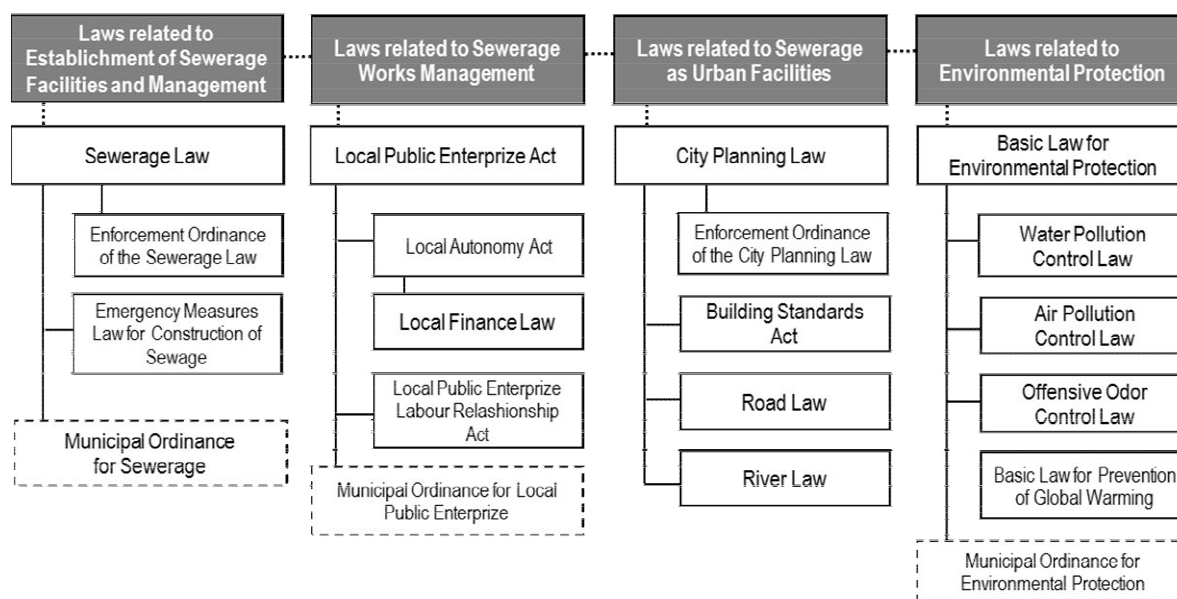 Laws related to
Establishment of Sewerage
Facilities and Management
Sewerage Law
Enforcement Ordinance
of the Sewerage Law
Emergency Measures
Law for Construction of
Sewage
Municipal Ordinance
for Sewerage
Laws related to Sewerage
Works Management
Local Public Enterprize Act
Local Autonomy Act
Local Finance Law
Local Public Enterprize
Labour Relashionship
Act
Municipal Ordinance for Local
Public Enterprize
Laws related to Sewerage
as Urban Facilities
City Planning Law
Enforcement Ordinance
of the City Planning Law
Building Standards
Act
Road Law
River Law
Laws related to
Environmental Protection
Basic Law for
Environmental Protection
Water Pollution
Control Law
Air Pollution
Control Law
Offensive Odor
Control Law
Basic Law for Prevention
of Global Warming
Municipal Ordinance for
Environmental Protection